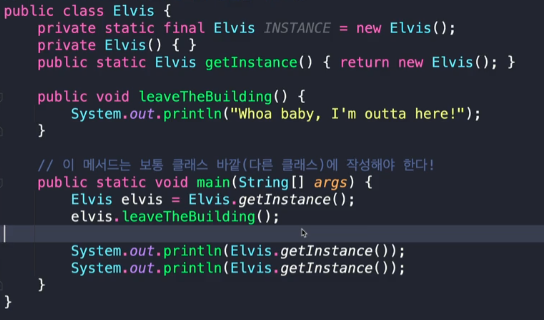 public class Elvis {
    private static final Elvis INSTANCE = new Elvis();
    private Elvis() { }
    public static Elvis getInstance() { return new Elvis(); }
    public void leaveTheBuilding() {
        System.out.println("Whoa baby, I'm outta here!");
    }
    // 이 메서드는 보통 클래스 바깥(다른 클래스)에 작성해야 한다!
    public static void main(String[] args) {
        Elvis elvis = Elvis.getInstance();
        elvis.leaveTheBuilding();
        System.out.println(Elvis.getInstance());
        System.out.println(Elvis.getInstance());
    }
}